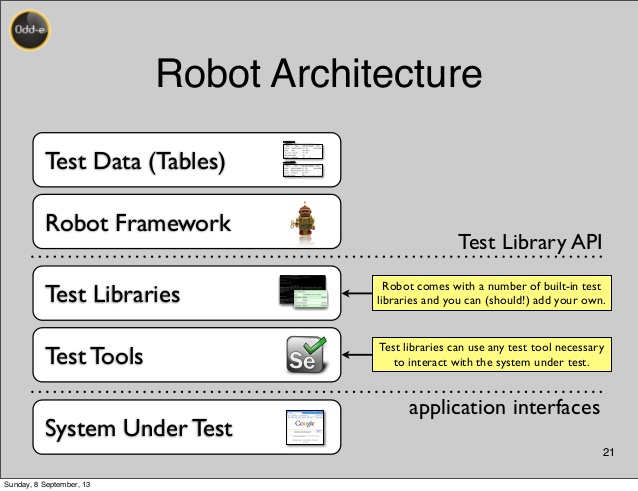 Odd-e
Robot Architecture
Test Data (Tables)
Robot Framework
Test Library API
Test Libraries
Robot comes with a number of built-in test
libraries and you can (should!) add your own.
Test Tools
Se
Test libraries can use any test tool necessary
to interact with the system under test.
application interfaces
System Under Test
Google
21
Sunday, 8 September, 13